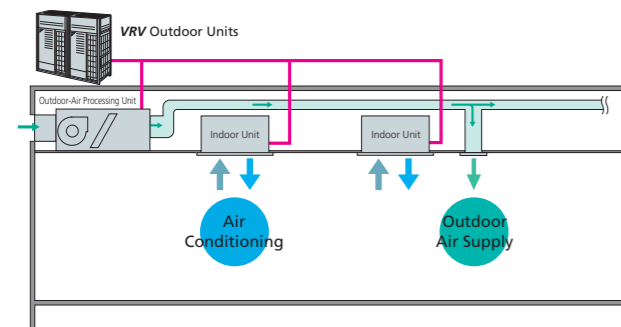 VRV Outdoor Units
Outdoor-Air Processing Unit
Indoor Unit
Indoor Unit
Air
Conditioning
Outdoor
Air Supply